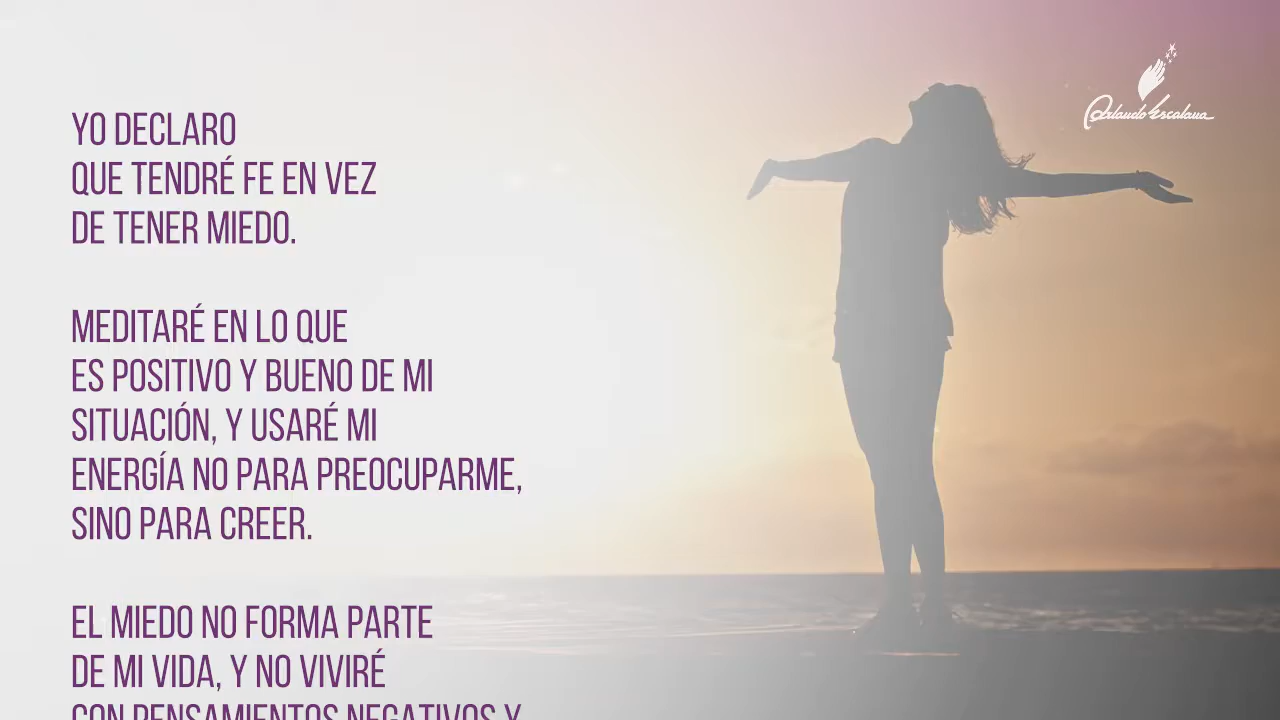 Orlando Escalana
YO DECLARO
QUE TENDRÉ FE EN VEZ
DE TENER MIEDO.
MEDITARÉ EN LO QUE
ES POSITIVO Y BUENO DE MI
SITUACIÓN, Y USARÉ MI
ENERGÍA NO PARA PREOCUPARME,
SINO PARA CREER.
EL MIEDO NO FORMA PARTE
DE MI VIDA, Y NO VIVIRÉ
CON PENSAMIENTOS NEGATIVOS Y